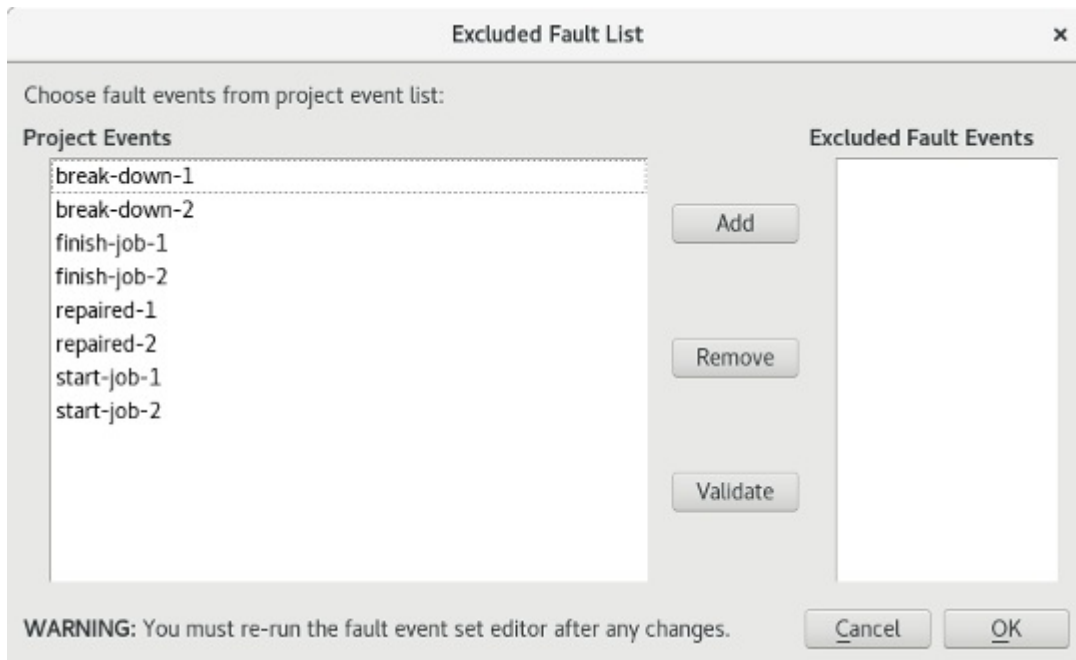 Excluded Fault List ×
Choose fault events from project event list:
Project Events
break-down-1
break-down-2
finish-job-1
finish-job-2
repaired-1
repaired-2
start-job-1
start-job-2
Add
Remove
Validate
Excluded Fault Events
WARNING: You must re-run the fault event set editor after any changes.
Cancel
OK